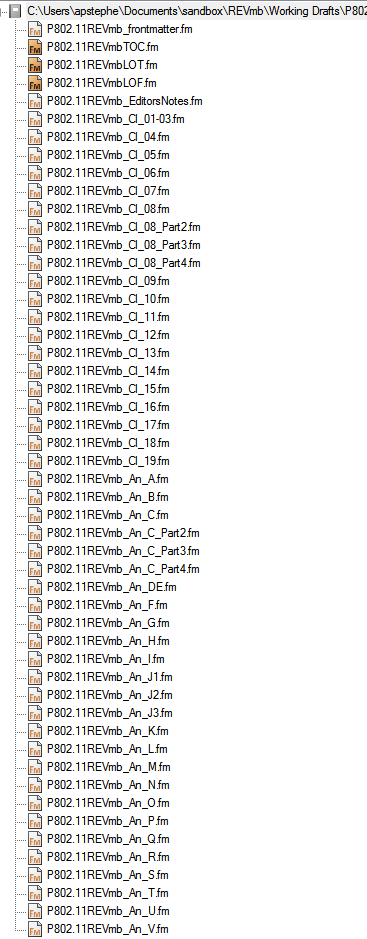 C:\Users\apstephe\Documents\sandbox\REVmb\Working Drafts\P802
P802.11REVmb_frontmatter.fm
P802.11REVmbTOC.fm
P802.11REVmbLOT.fm
P802.11REVmbLOF.fm
P802.11REVmb_EditorsNotes.fm
P802.11REVmb_Cl_01-03.fm
P802.11REVmb_Cl_04.fm
P802.11REVmb_Cl_05.fm
P802.11REVmb_Cl_06.fm
P802.11REVmb_Cl_07.fm
P802.11REVmb_Cl_08.fm
P802.11REVmb_Cl_08_Part2.fm
P802.11REVmb_Cl_08_Part3.fm
P802.11REVmb_Cl_08_Part4.fm
P802.11REVmb_Cl_09.fm
P802.11REVmb_Cl_10.fm
P802.11REVmb_Cl_11.fm
P802.11REVmb_Cl_12.fm
P802.11REVmb_Cl_13.fm
P802.11REVmb_Cl_14.fm
P802.11REVmb_Cl_15.fm
P802.11REVmb_Cl_16.fm
P802.11REVmb_Cl_17.fm
P802.11REVmb_Cl_18.fm
P802.11REVmb_Cl_19.fm
P802.11REVmb_An_A.fm
P802.11REVmb_An_B.fm
P802.11REVmb_An_C.fm
P802.11REVmb_An_C_Part2.fm
P802.11REVmb_An_C_Part3.fm
P802.11REVmb_An_C_Part4.fm
P802.11REVmb_An_DE.fm
P802.11REVmb_An_F.fm
P802.11REVmb_An_G.fm
P802.11REVmb_An_H.fm
P802.11REVmb_An_I.fm
P802.11REVmb_An_J1.fm
P802.11REVmb_An_J2.fm
P802.11REVmb_An_J3.fm
P802.11REVmb_An_K.fm
P802.11REVmb_An_L.fm
P802.11REVmb_An_M.fm
P802.11REVmb_An_N.fm
P802.11REVmb_An_O.fm
P802.11REVmb_An_P.fm
P802.11REVmb_An_Q.fm
P802.11REVmb_An_R.fm
P802.11REVmb_An_S.fm
P802.11REVmb_An_T.fm
P802.11REVmb_An_U.fm
P802.11REVmb_An_V.fm